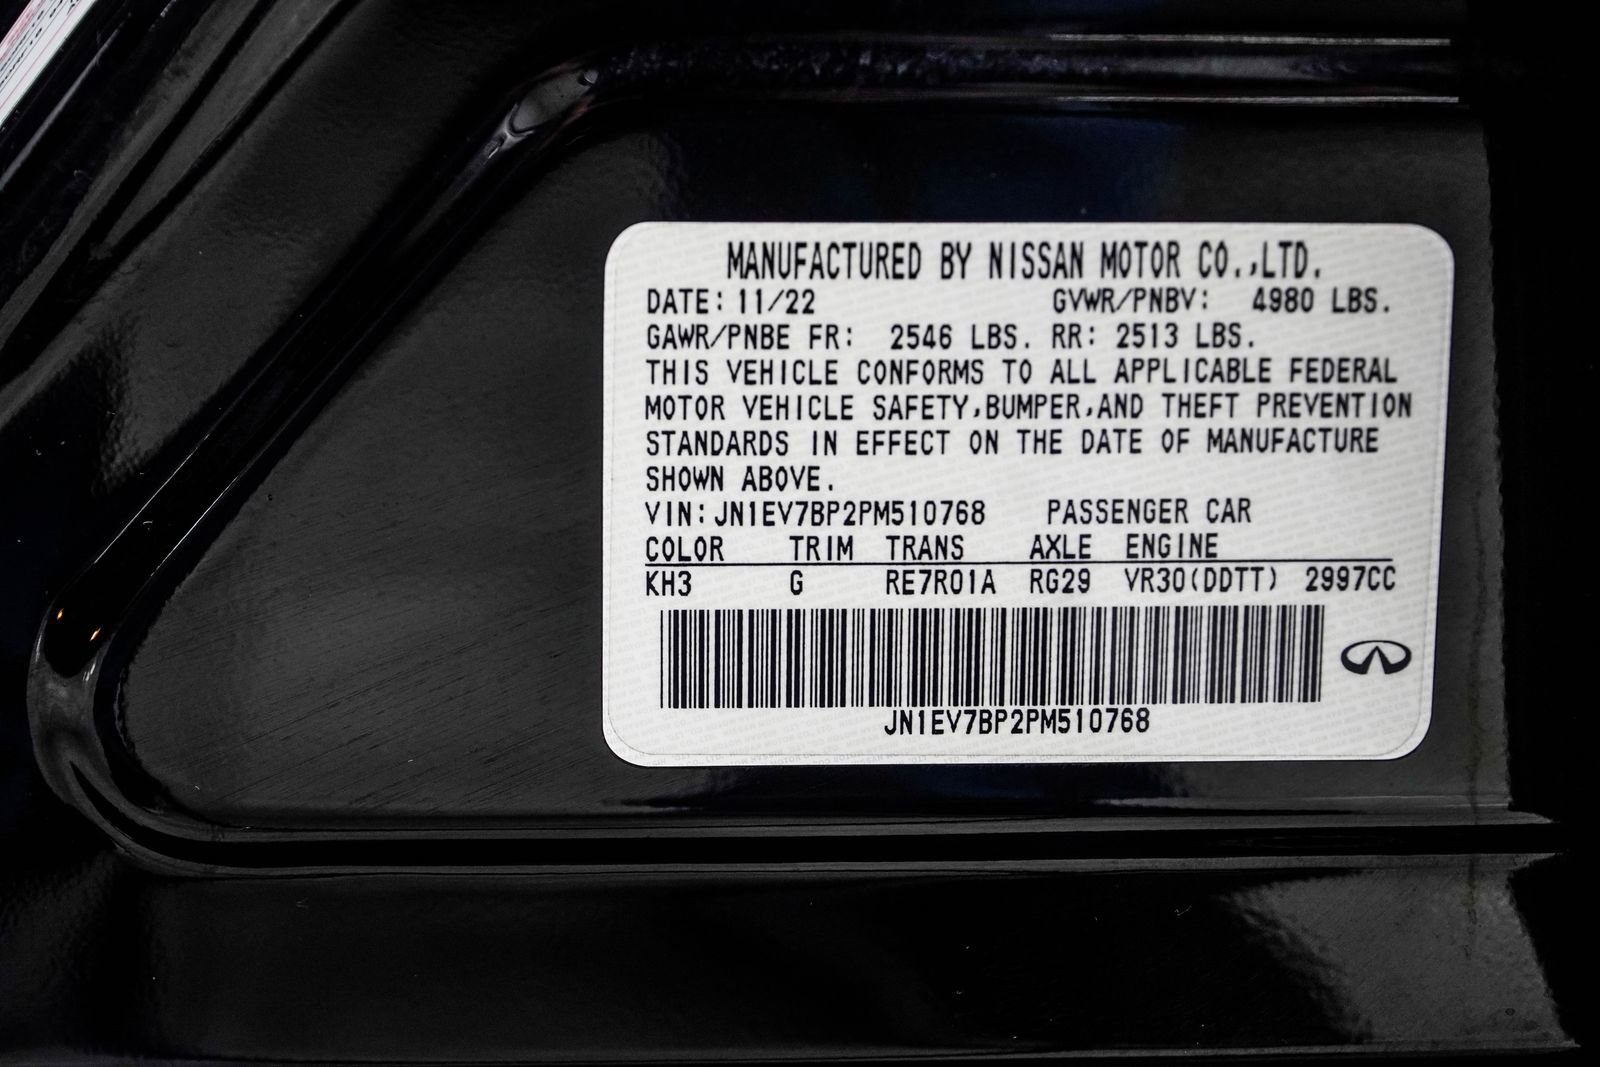 MANUFACTURED BY NISSAN MOTOR CO.,LTD.
DATE: 11/22 GVWR/PNBV: 4980 LBS.
GAWR/PNBE FR: 2546 LBS. RR: 2513 LBS.
THIS VEHICLE CONFORMS TO ALL APPLICABLE FEDERAL
MOTOR VEHICLE SAFETY,BUMPER,AND THEFT PREVENTION
STANDARDS IN EFFECT ON THE DATE OF MANUFACTURE
SHOWN ABOVE.
VIN:JN1EV7BP2PM510768 PASSENGER CAR
COLOR TRIM TRANS AXLE ENGINE
KH3 G RE7R01A RG29 VR30(DDTT) 2997CC
JN1EV7BP2PM510768